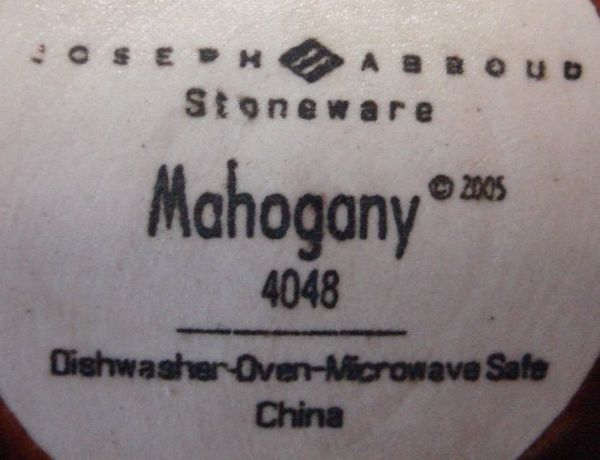 JOSEPH ABBOUD
Stoneware
Mahogany © 2005
4048
Dishwasher-Oven-Microwave Safe
China